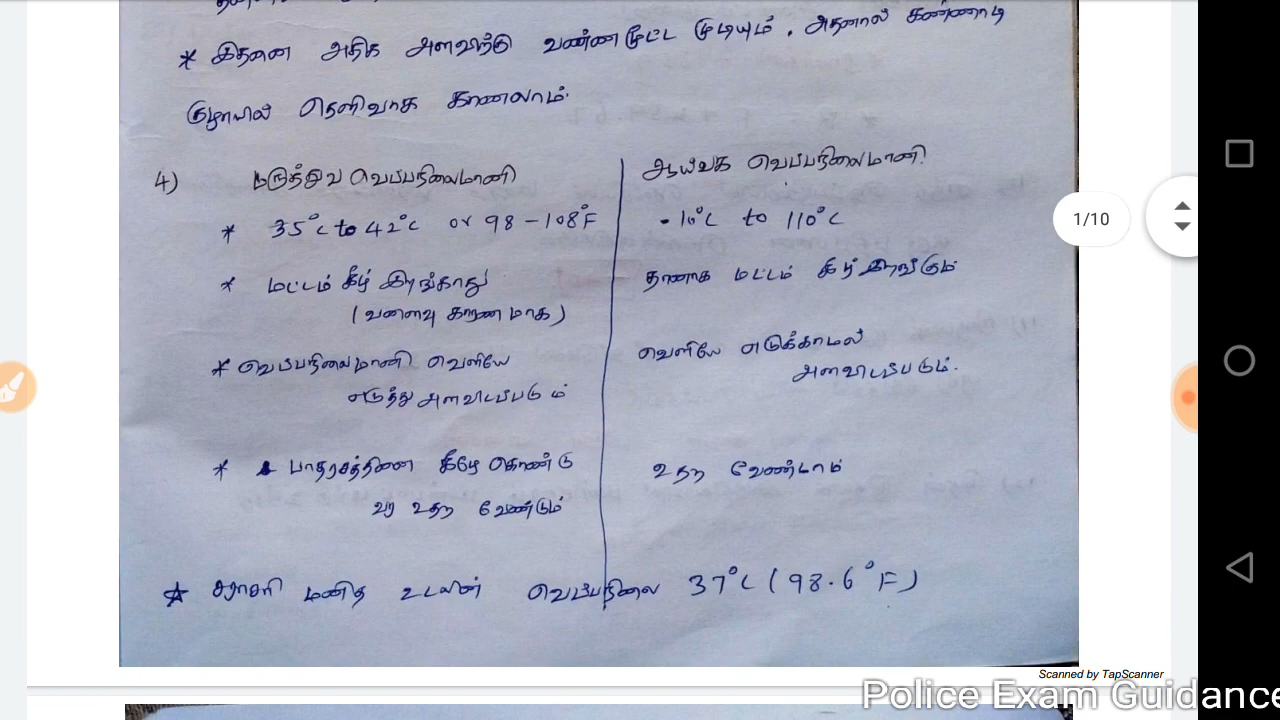 * இதனை அதிக அளவிற்கு வண்ணமூட்ட முடியும். அதனால் கண்ணாடி
குழாயில் தெளிவாக காணலாம்.
4) மருத்துவ வெப்பநிலைமானி
ஆய்வக வெப்பநிலைமானி.
* 35°C to 42°C or 98 - 108°F
-10°C to 110°C
* மட்டம் கீழ் இறங்காது
(வளைவு காரணமாக)
தானாக மட்டம் கீழ் இறங்கும்
* வெப்பநிலைமானி வெளியே
எடுத்து அளவிடப்படும்
வெளியே எடுக்காமல்
அளவிடப்படும்.
* பாதரசத்தினை கீழே கொண்டு
வர உதற வேண்டும்
உதற வேண்டாம்
* சராசரி மனித உடலின் வெப்பநிலை 37°C (98.6°F)
1/10
Scanned by TapScanner
Police Exam Guidance